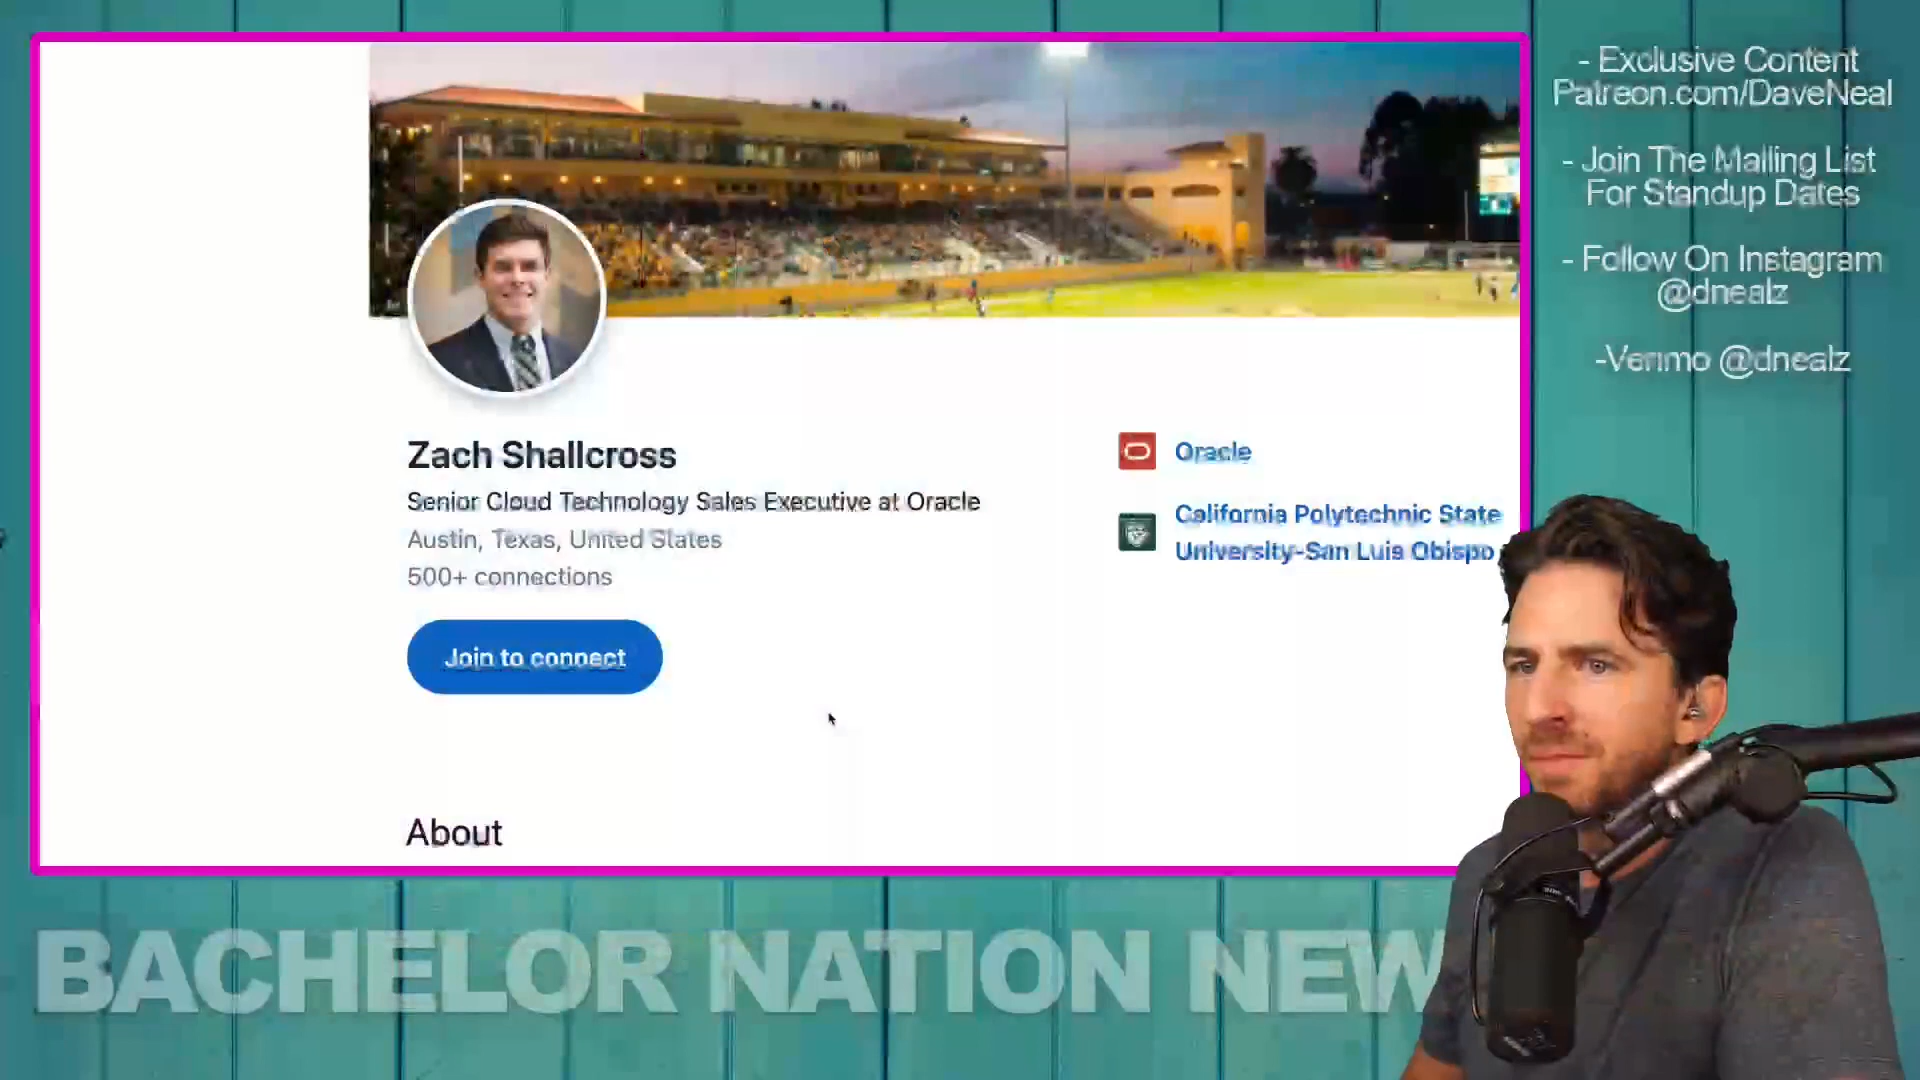 - Exclusive Content
Patreon.com/DaveNeal
- Join The Mailing List
For Standup Dates
- Follow On Instagram
@dnealz
-Venmo @dnealz
Zach Shallcross
Senior Cloud Technology Sales Executive at Oracle
Austin, Texas, United States
500+ connections
Join to connect
Oracle
California Polytechnic State
University-San Luis Obispo
About
BACHELOR NATION NEW